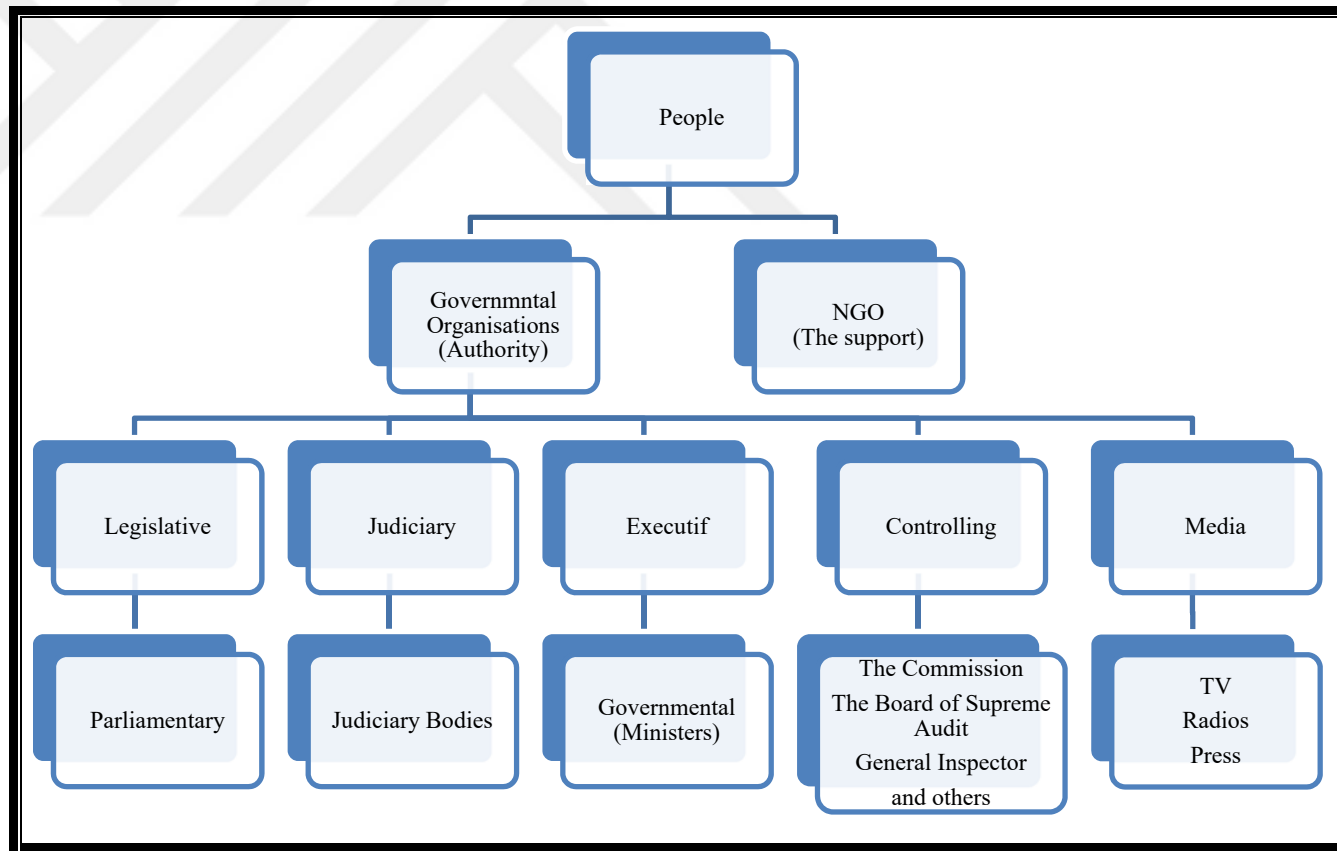 People
Governmntal
Organisations
(Authority)
NGO
(The support)
Legislative
Judiciary
Executif
Controlling
Media
Parliamentary
Judiciary Bodies
Governmental
(Ministers)
The Commission
The Board of Supreme
Audit
General Inspector
and others
TV
Radios
Press